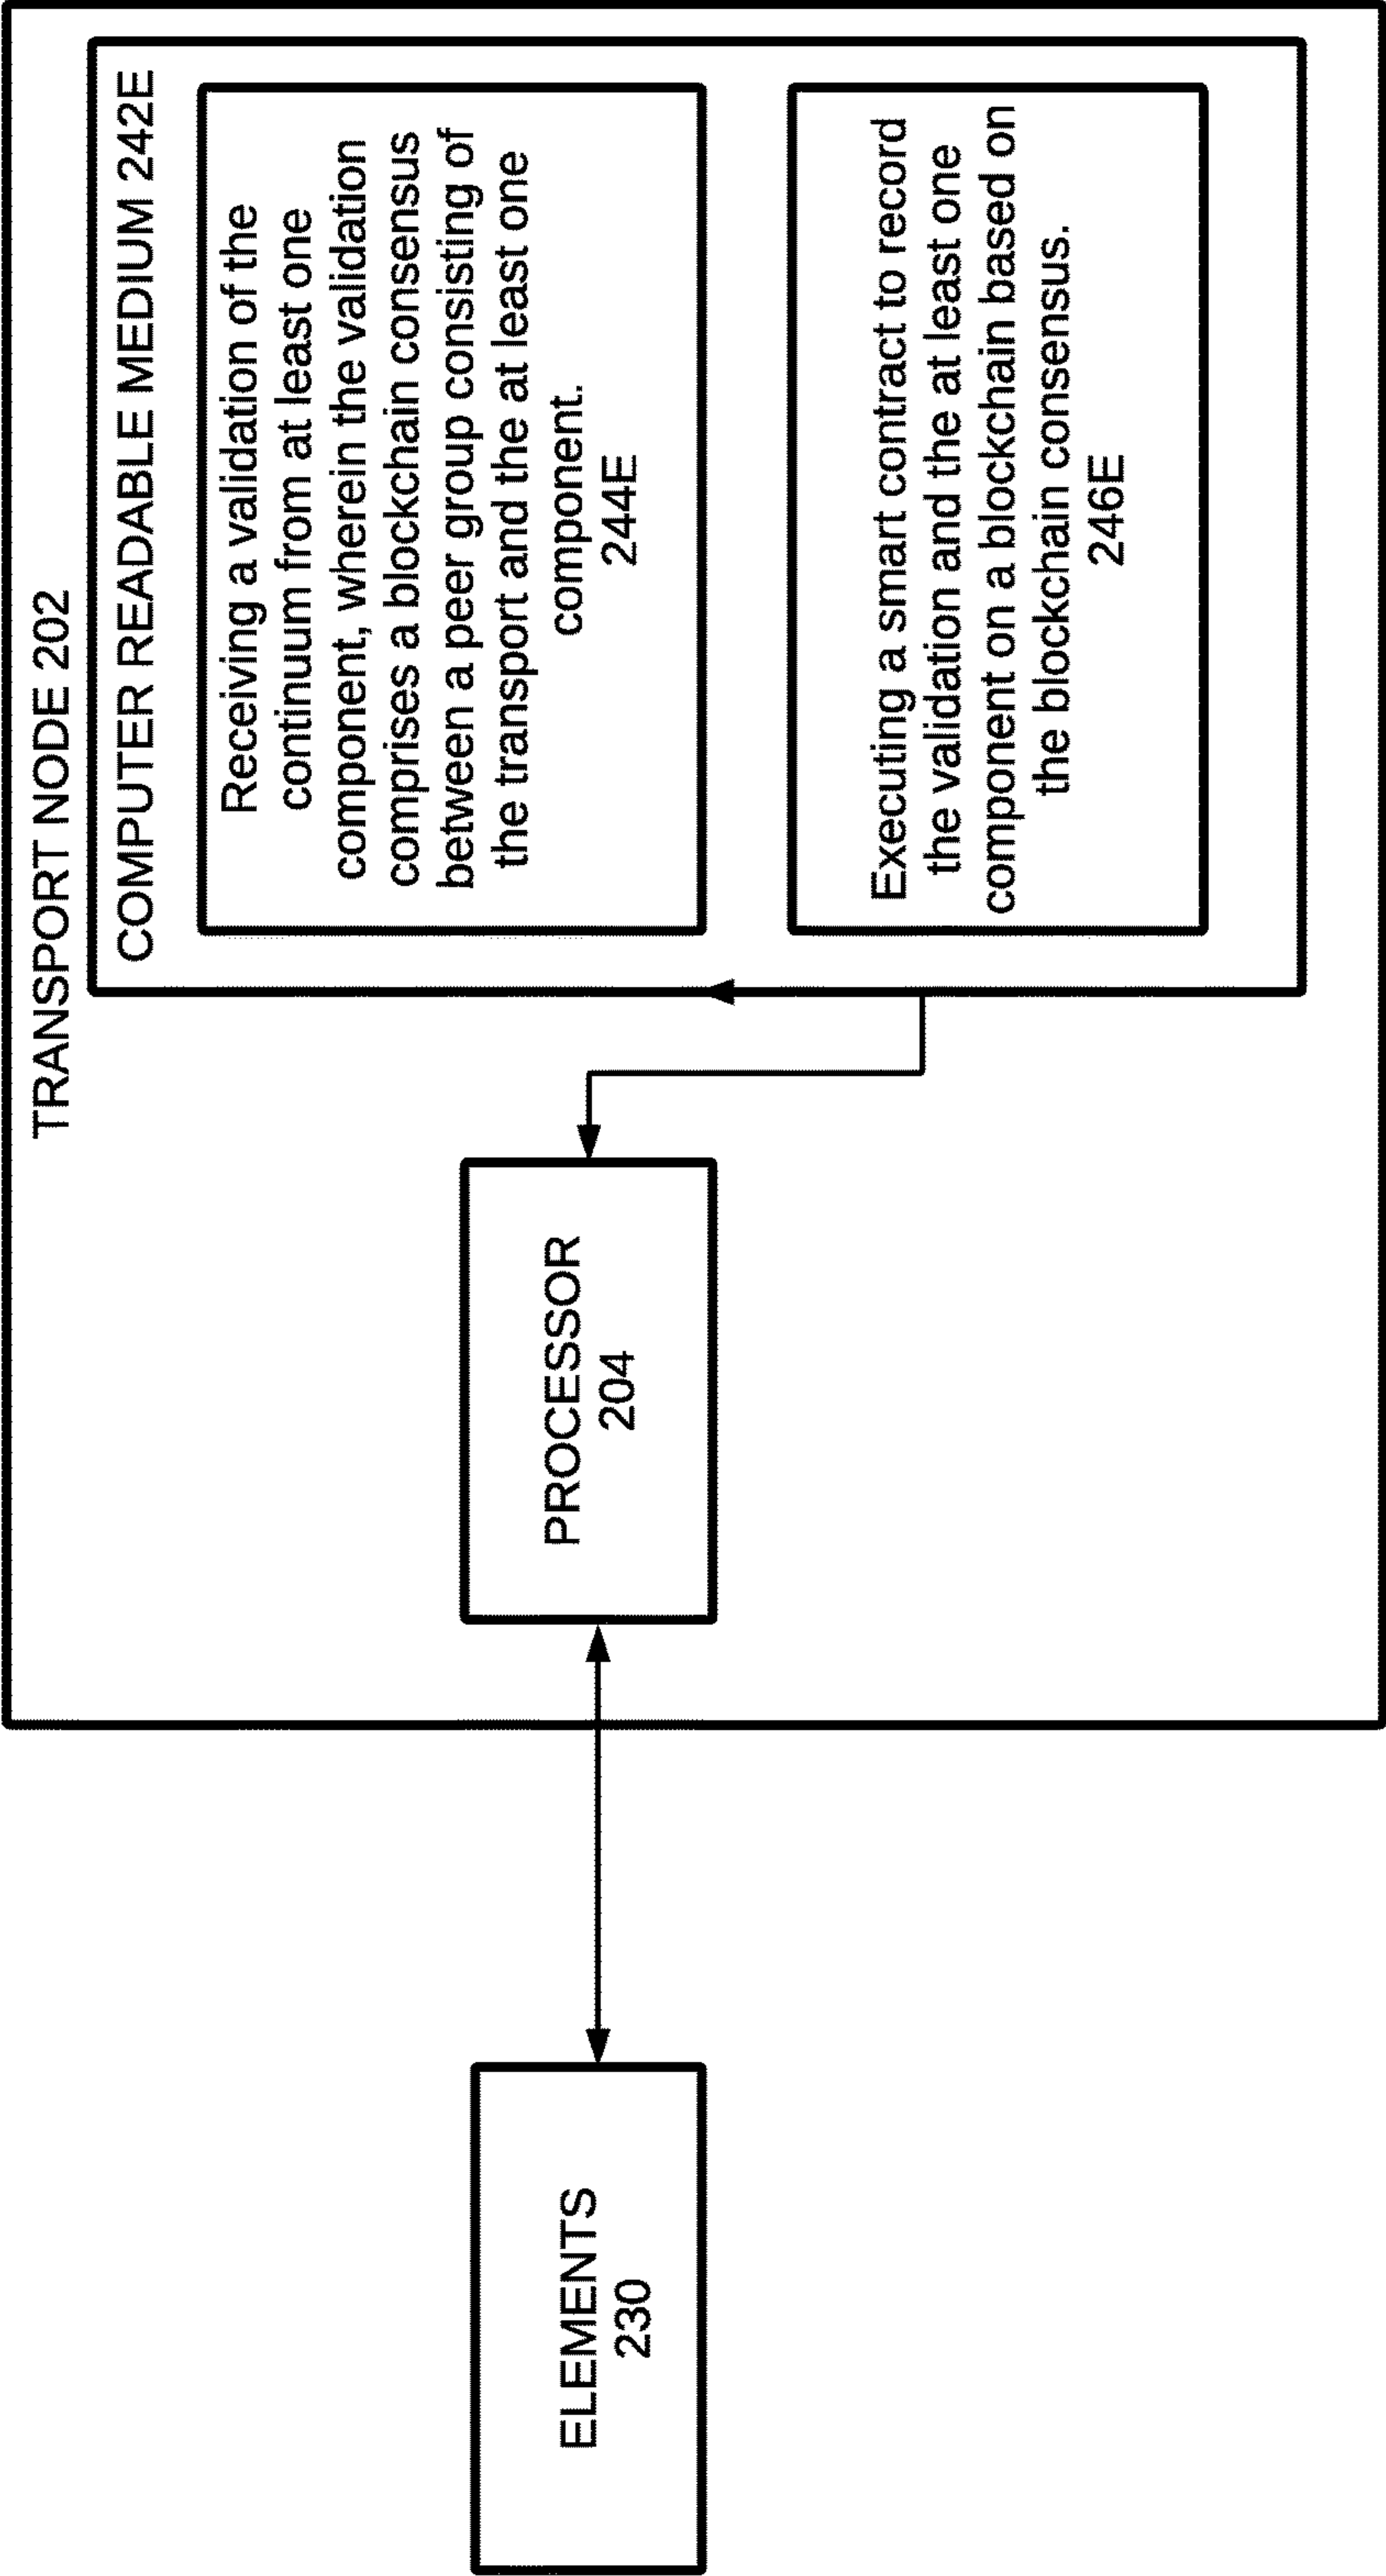 TRANSPORT NODE 202
COMPUTER READABLE MEDIUM 242E
Receiving a validation of the
continuum from at least one
component, wherein the validation
comprises a blockchain consensus
between a peer group consisting of
the transport and the at least one
component.
244E
Executing a smart contract to record
the validation and the at least one
component on a blockchain based on
the blockchain consensus.
246E
PROCESSOR
204
ELEMENTS
230